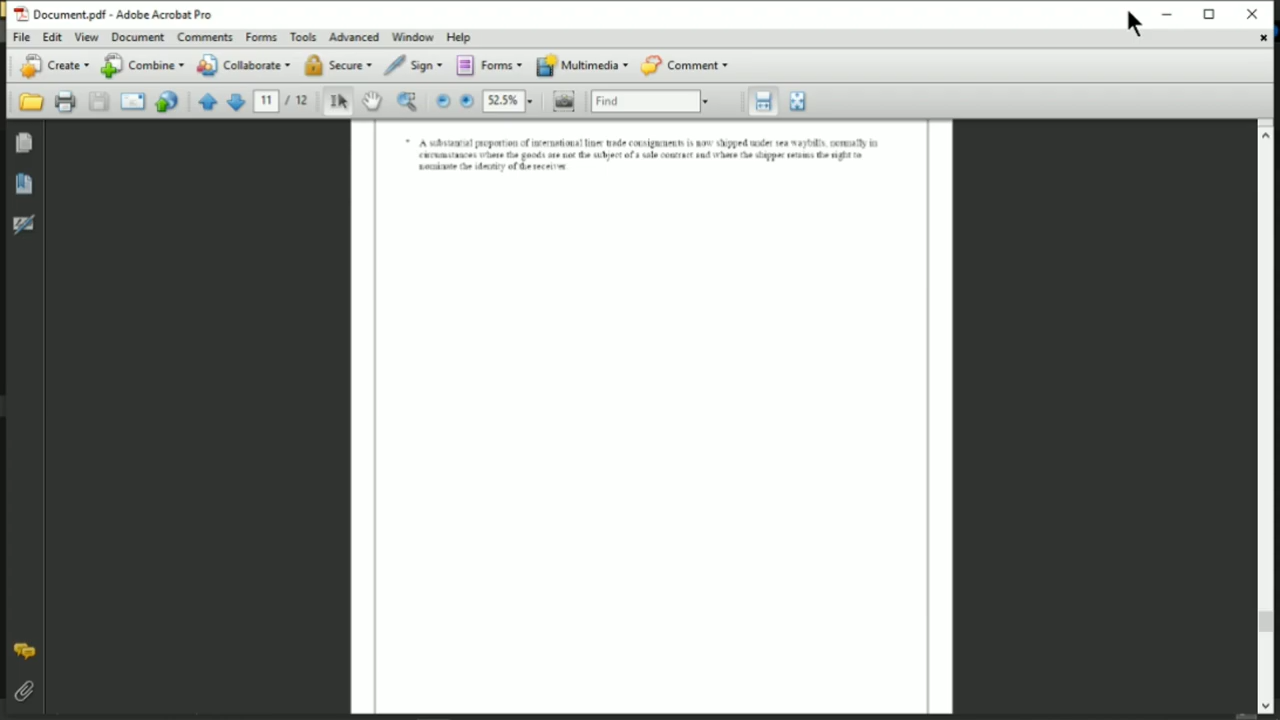 Document.pdf - Adobe Acrobat Pro
File Edit View Document Comments Forms Tools Advanced Window Help
Create Combine Collaborate Secure Sign Forms Multimedia Comment
11 / 12 52.5% Find
* A substantial proportion of international liner trade consignments is now shipped under sea waybills, normally in
circumstances where the goods are not the subject of a sale contract and where the shipper retains the right to
nominate the identity of the receiver.